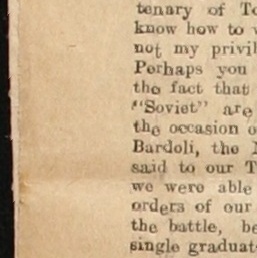 tenary of To
know how to
not my privil
Perhaps you
the fact that
"Soviet" are
the occasion o
Bardoli, the
said to our T
we were able
orders of our
the battle, be
single graduat